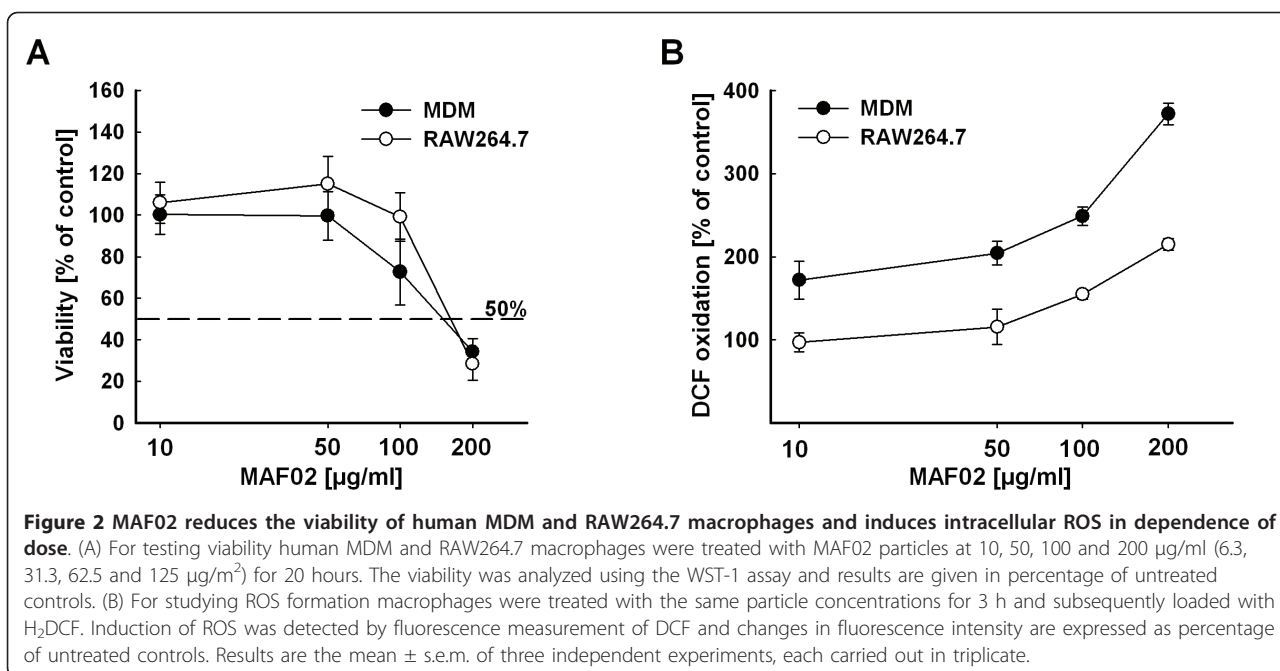 A
160
140
120
100
80
60
40
20
0
Viability [% of control]
MDM
RAW264.7
50%
10 50 100 200
MAF02 [µg/ml]
B
400
300
200
100
DCF oxidation [% of control]
MDM
RAW264.7
10 50 100 200
MAF02 [µg/ml]
Figure 2 MAF02 reduces the viability of human MDM and RAW264.7 macrophages and induces intracellular ROS in dependence of
dose. (A) For testing viability human MDM and RAW264.7 macrophages were treated with MAF02 particles at 10, 50, 100 and 200 µg/ml (6.3,
31.3, 62.5 and 125 µg/m²) for 20 hours. The viability was analyzed using the WST-1 assay and results are given in percentage of untreated
controls. (B) For studying ROS formation macrophages were treated with the same particle concentrations for 3 h and subsequently loaded with
H₂DCF. Induction of ROS was detected by fluorescence measurement of DCF and changes in fluorescence intensity are expressed as percentage
of untreated controls. Results are the mean ± s.e.m. of three independent experiments, each carried out in triplicate.